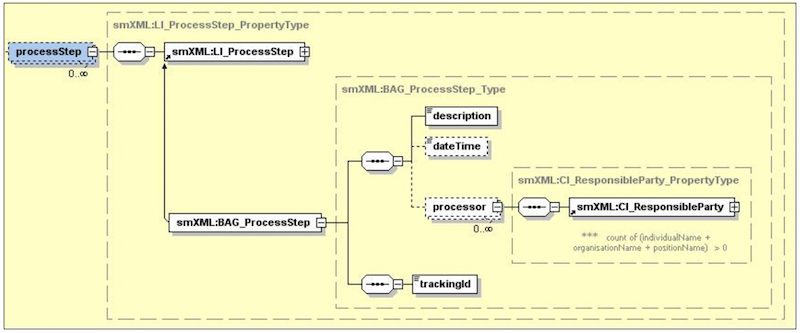 smXML:LI_ProcessStep_PropertyType
processStep
0..∞
smXML:LI_ProcessStep
smXML:BAG_ProcessStep_Type
description
dateTime
smXML:CI_ResponsibleParty_PropertyType
processor
0..∞
smXML:CI_ResponsibleParty
*** count of (individualName +
organisationName + positionName) > 0
smXML:BAG_ProcessStep
trackingId